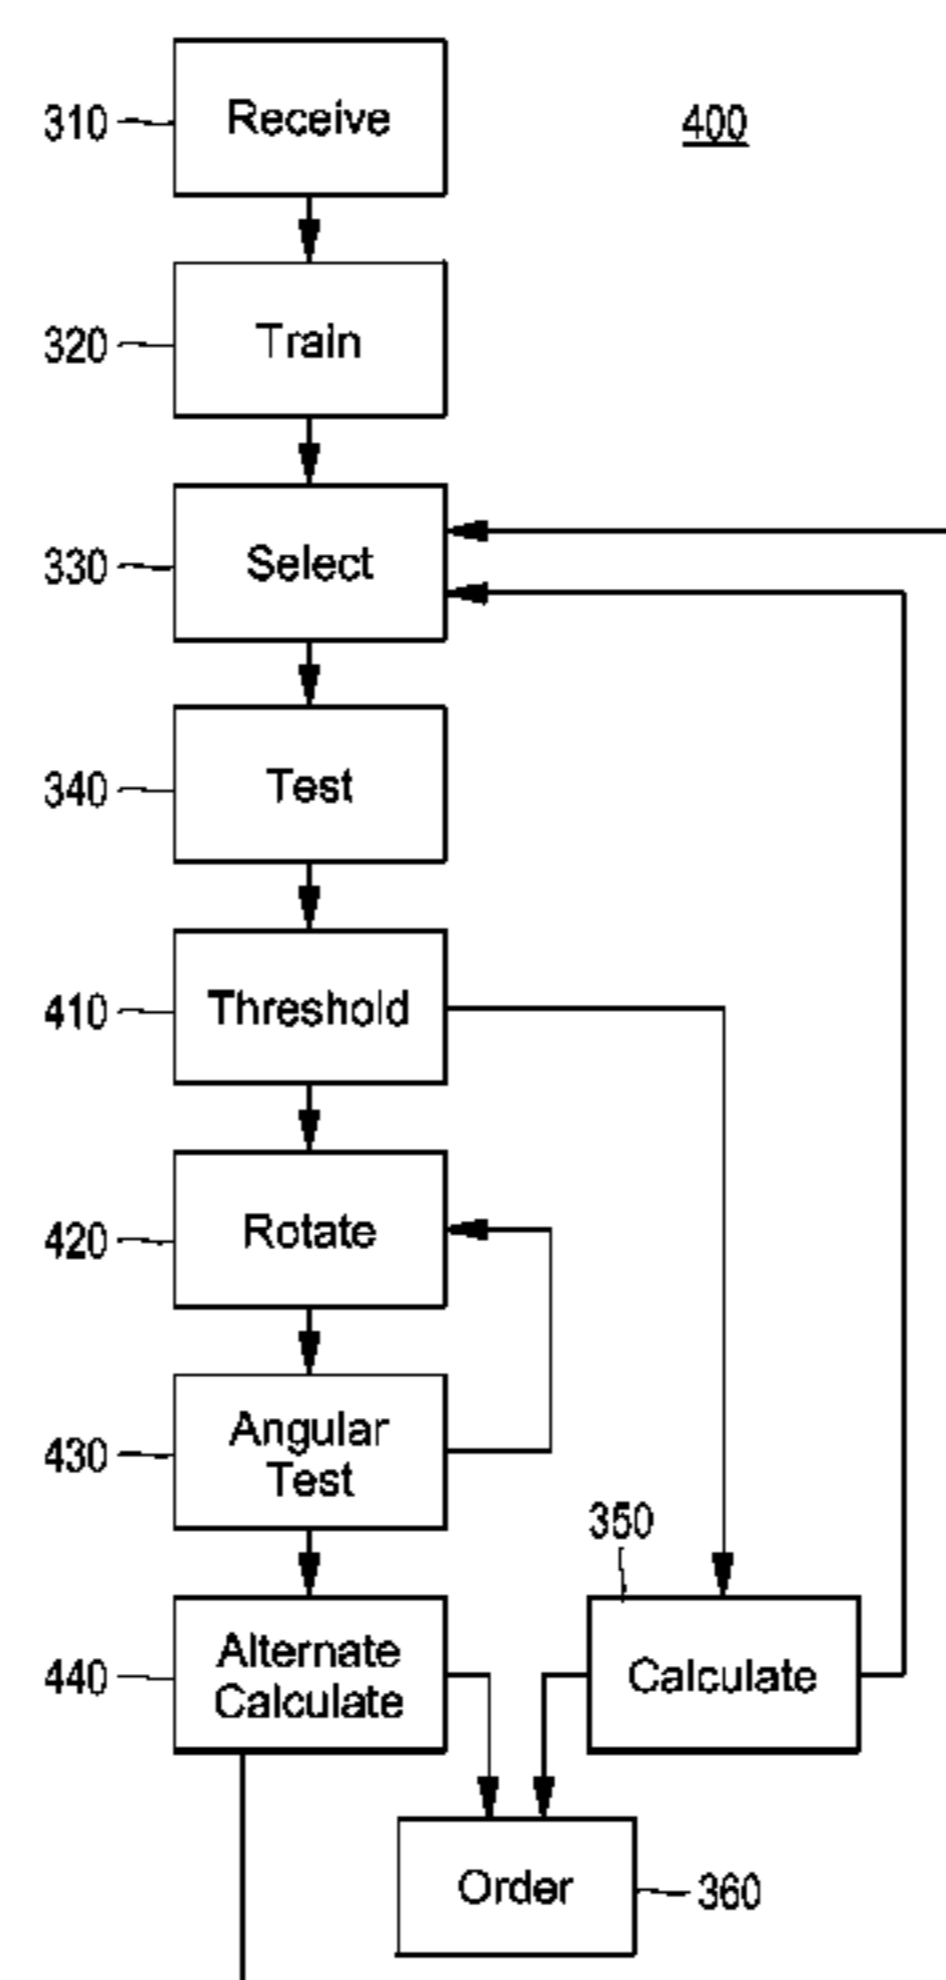 310
Receive
400
320
Train
330
Select
340
Test
410
Threshold
420
Rotate
430
Angular
Test
350
440
Alternate
Calculate
Calculate
Order
360